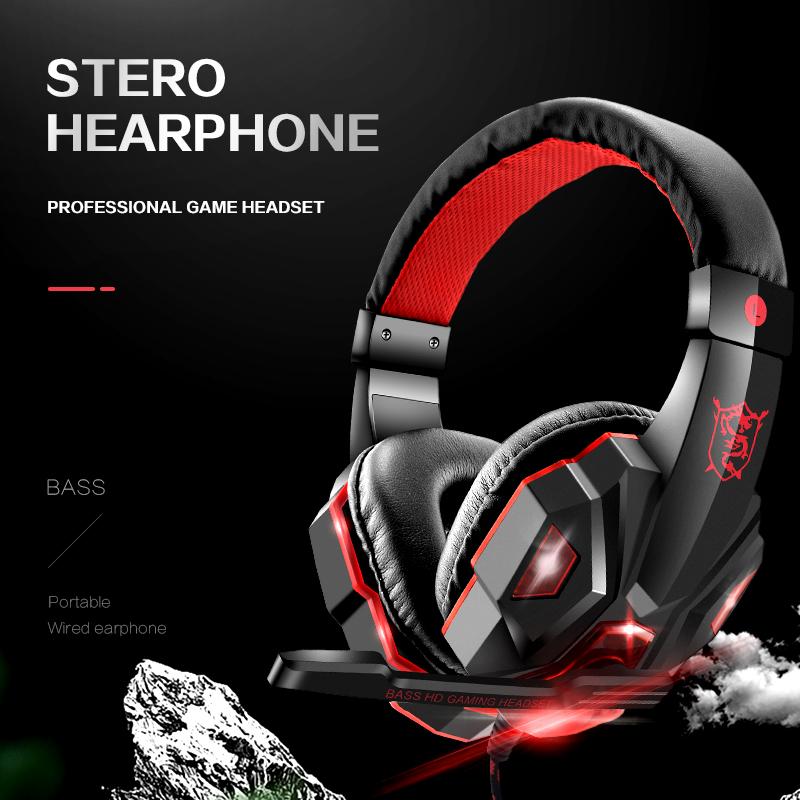 STERO
HEARPHONE
PROFESSIONAL GAME HEADSET
L
BASS
Portable
Wired earphone
BASS HD GAMING HEADSET